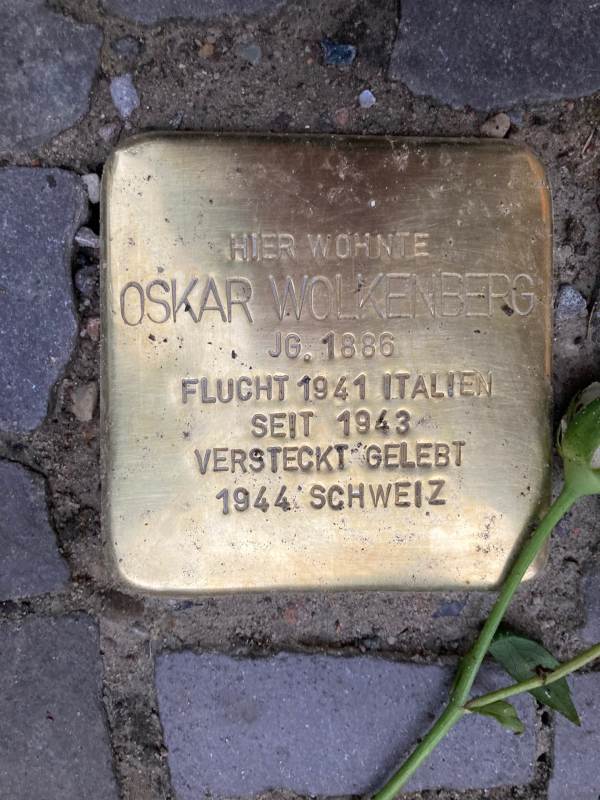 HIER WOHNTE
OSKAR WOLKENBERG
JG. 1886
FLUCHT 1941 ITALIEN
SEIT 1943
VERSTECKT GELEBT
1944 SCHWEIZ